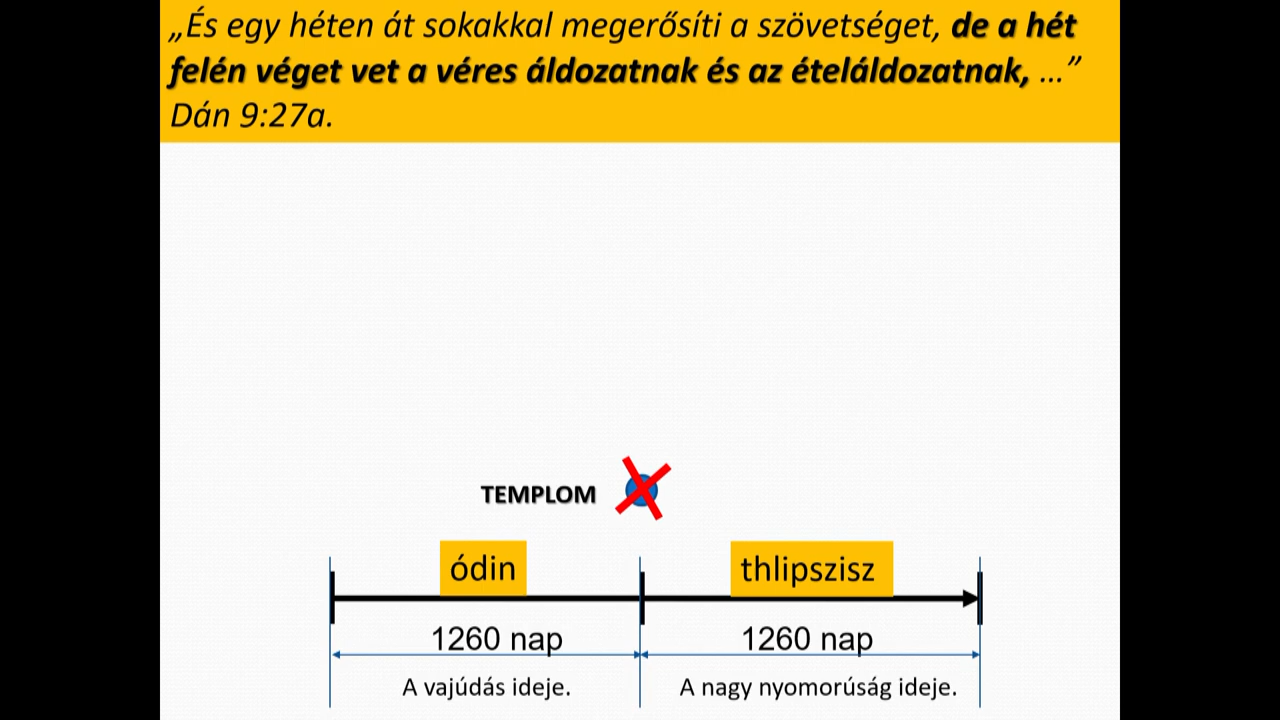 „És egy héten át sokakkal megerősíti a szövetséget, de a hét
felén véget vet a véres áldozatnak és az ételáldozatnak, …”
Dán 9:27a.
TEMPLOM
ódin
thlipszisz
1260 nap
1260 nap
A vajúdás ideje.
A nagy nyomorúság ideje.